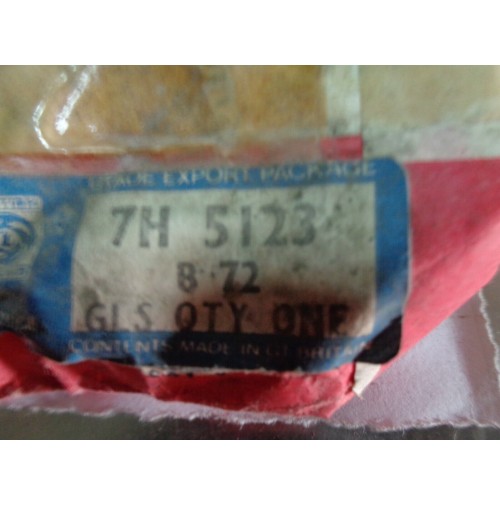 TRADE EXPORT PACKAGE
7H 5123
8 72
GLS QTY ONE
CONTENTS MADE IN GT BRITAIN